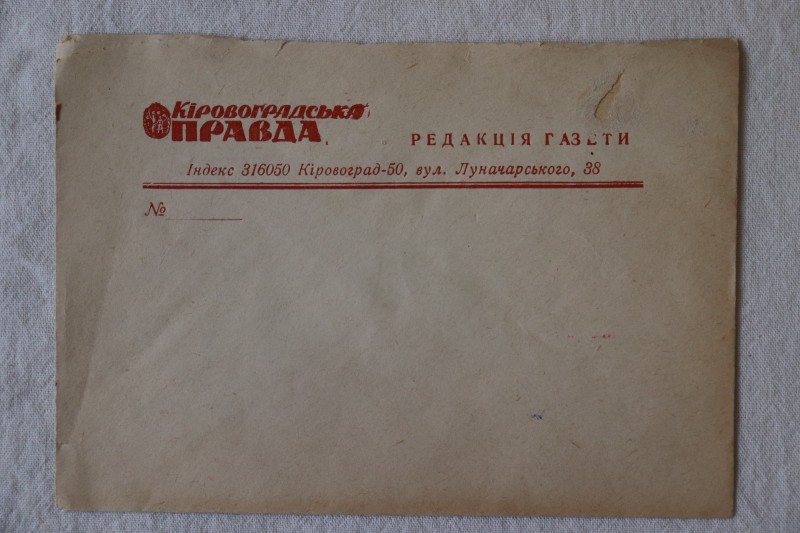 Кіровоградська
ПРАВДА
РЕДАКЦІЯ ГАЗЕТИ
Індекс 316050 Кіровоград-50, вул. Луначарського, 38
№